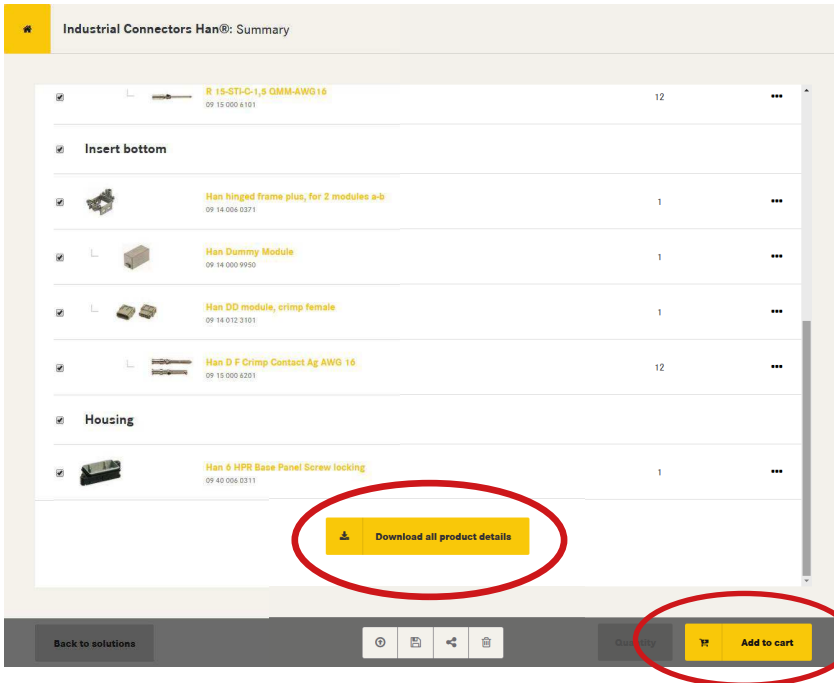 Industrial Connectors Han®: Summary
R 15-STI-C-1,5 QMM-AWG16
09 15 000 6101
12
Insert bottom
Han hinged frame plus, for 2 modules a-b
09 14 006 0371
1
Han Dummy Module
09 14 000 9950
1
Han DD module, crimp female
09 14 012 3101
1
Han D F Crimp Contact Ag AWG 16
09 15 000 6201
12
Housing
Han 6 HPR Base Panel Screw locking
09 40 006 0311
1
Download all product details
Back to solutions
Quantity
Add to cart